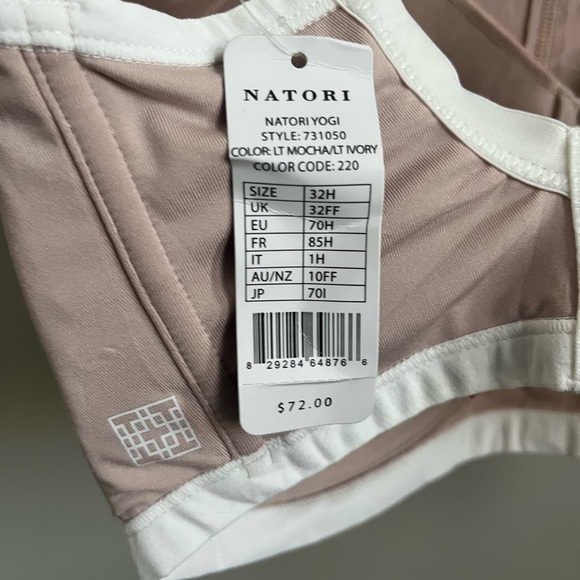 NATORI
NATORI YOGI
STYLE: 731050
COLOR: LT MOCHA/LT IVORY
COLOR CODE: 220
SIZE 32H
UK 32FF
EU 70H
FR 85H
IT 1H
AU/NZ 10FF
JP 70I
8 29284 64876 6
$72.00